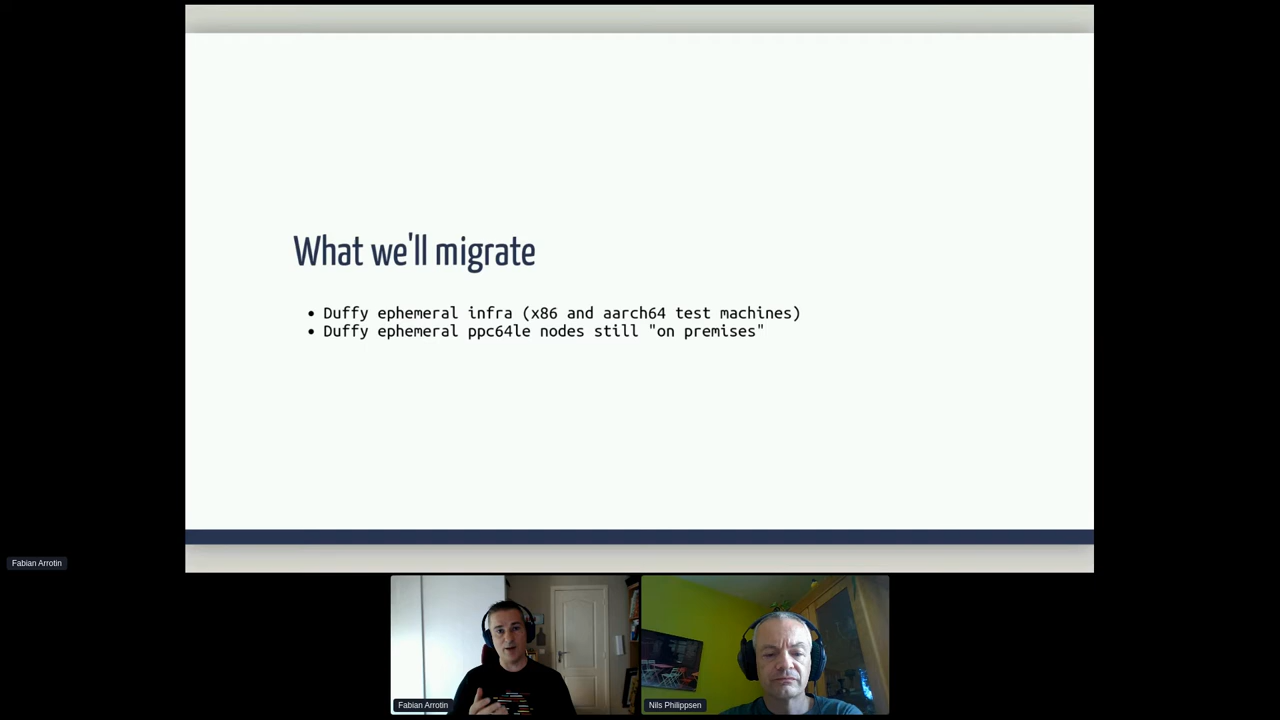 What we'll migrate
• Duffy ephemeral infra (x86 and aarch64 test machines)
• Duffy ephemeral ppc64le nodes still "on premises"
Fabian Arrotin
Fabian Arrotin
Nils Philippsen